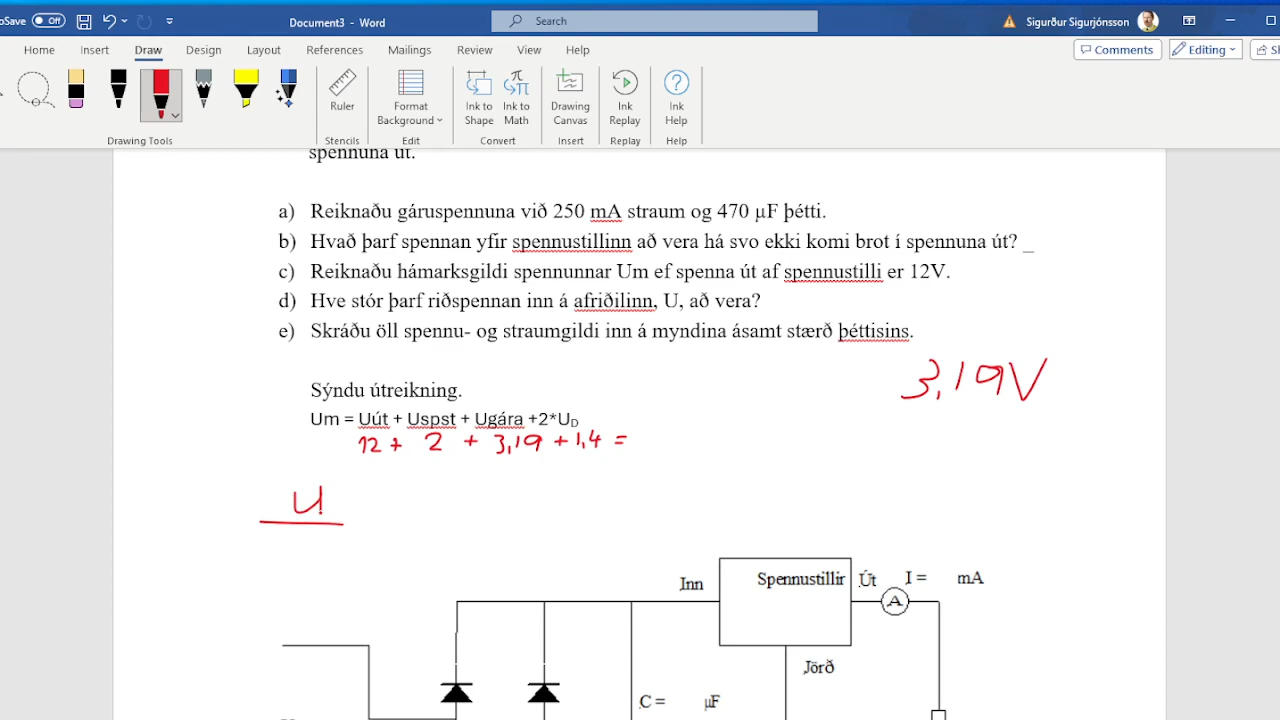 oSave Off Document3 - Word Search Sigurður Sigurjónsson
Home Insert Draw Design Layout References Mailings Review View Help Comments Editing
Ruler Format Background Ink to Shape Ink to Math Drawing Canvas Ink Replay Ink Help
Drawing Tools Stencils Edit Convert Insert Replay Help
spennuna út.
a) Reiknaðu gáruspennuna við 250 mA straum og 470 µF þétti.
b) Hvað þarf spennan yfir spennustillinn að vera há svo ekki komi brot í spennuna út? _
c) Reiknaðu hámarksgildi spennunnar Um ef spenna út af spennustilli er 12V.
d) Hve stór þarf riðspennan inn á afriðilinn, U, að vera?
e) Skráðu öll spennu- og straumgildi inn á myndina ásamt stærð þéttisins.
3,19V
Sýndu útreikning.
Um = Uút + Uspst + Ugára +2*UD
12 + 2 + 3,19 + 1,4 =
U
Inn Spennustillir Út I = mA
A
Jörð
C = µF